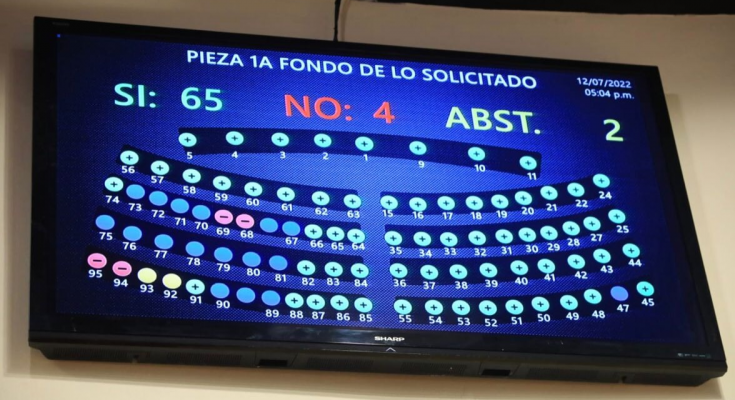 PIEZA 1A FONDO DE LO SOLICITADO
12/07/2022
05:04 p.m.
SI: 65 NO: 4 ABST. 2
5 4 3 2 1 9 10 11
56 57 58 59 60 61 62 63 15 16 17 18 19 20 21 22 24
74 73 72 71 70 69 68 67 66 65 64 35 34 33 32 31 30 29 28 27 25
75 76 77 78 79 80 81 82 83 84 36 37 38 39 40 41 42 43 44
95 94 93 92 91 90 89 88 87 86 85 55 54 53 52 51 50 49 48 47 45
SHARP